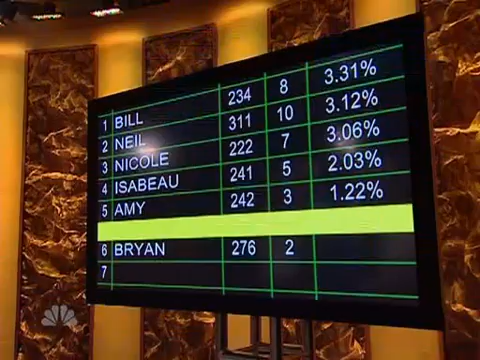 1 BILL 234 8 3.31%
2 NEIL 311 10 3.12%
3 NICOLE 222 7 3.06%
4 ISABEAU 241 5 2.03%
5 AMY 242 3 1.22%
6 BRYAN 276 2
7